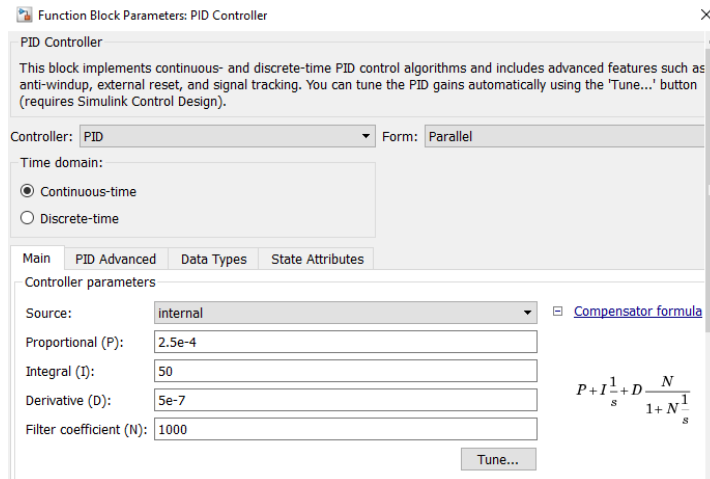 Function Block Parameters: PID Controller
PID Controller
This block implements continuous- and discrete-time PID control algorithms and includes advanced features such as
anti-windup, external reset, and signal tracking. You can tune the PID gains automatically using the 'Tune...' button
(requires Simulink Control Design).
Controller: PID Form: Parallel
Time domain:
Continuous-time
Discrete-time
Main PID Advanced Data Types State Attributes
Controller parameters
Source: internal Compensator formula
Proportional (P): 2.5e-4
Integral (I): 50
Derivative (D): 5e-7
Filter coefficient (N): 1000
P+I 1/s + D N/(1+N 1/s)
Tune...